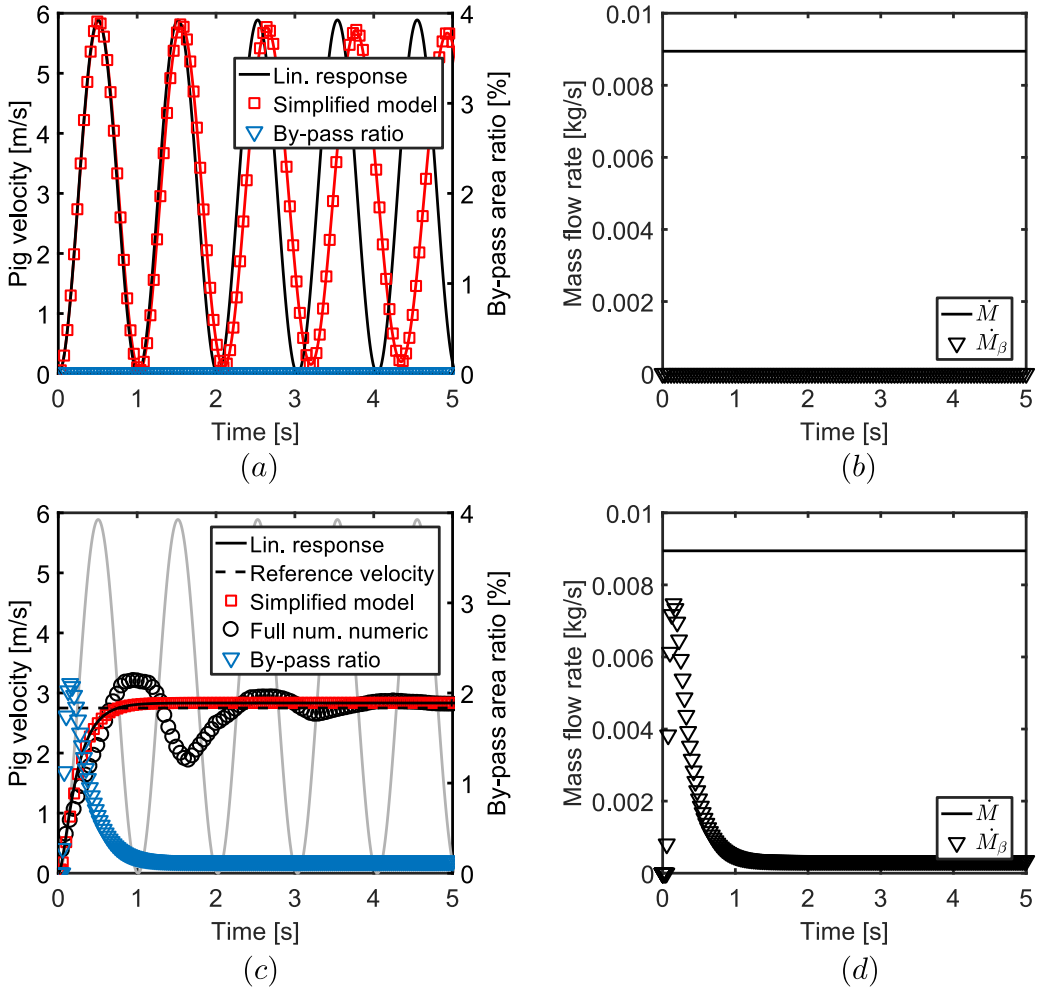 6
5
4
3
2
1
0
Pig velocity [m/s]
4
3
2
1
0
By-pass area ratio [%]
Lin. response
Simplified model
By-pass ratio
0 1 2 3 4 5
Time [s]
(a)
0.01
0.008
0.006
0.004
0.002
0
Mass flow rate [kg/s]
Ṁ
Ṁβ
0 1 2 3 4 5
Time [s]
(b)
6
5
4
3
2
1
0
Pig velocity [m/s]
4
3
2
1
0
By-pass area ratio [%]
Lin. response
Reference velocity
Simplified model
Full num. numeric
By-pass ratio
0 1 2 3 4 5
Time [s]
(c)
0.01
0.008
0.006
0.004
0.002
0
Mass flow rate [kg/s]
Ṁ
Ṁβ
0 1 2 3 4 5
Time [s]
(d)